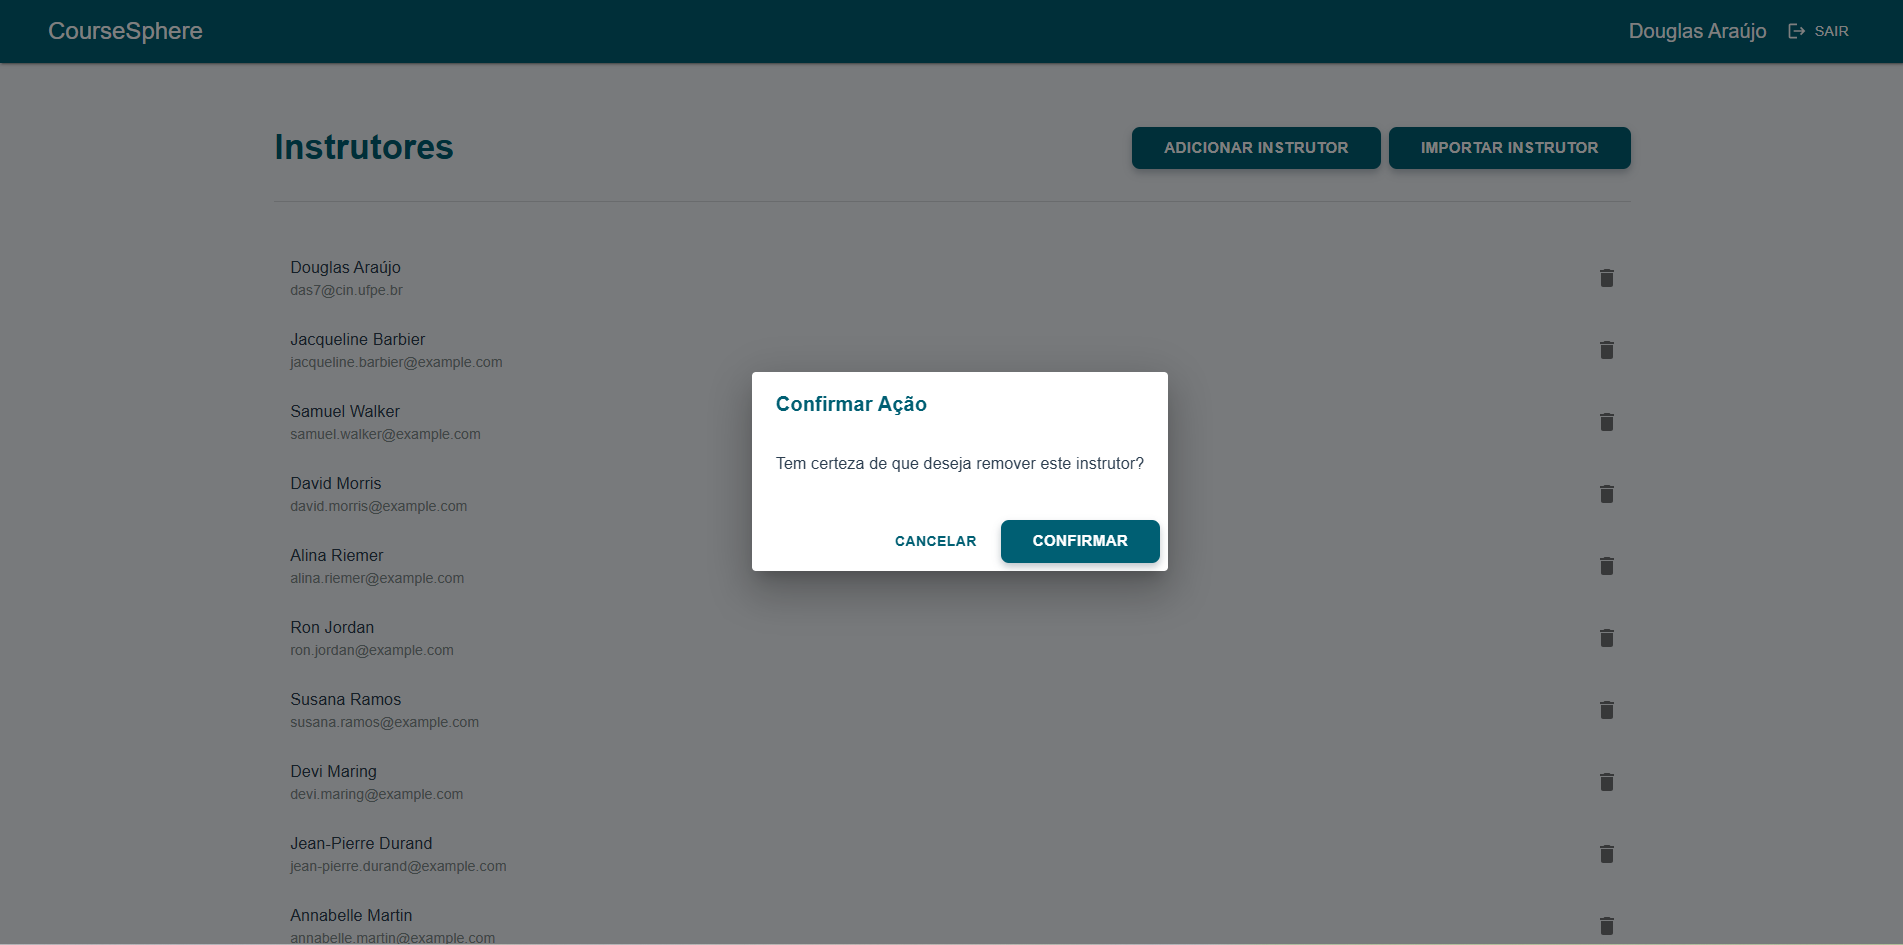 CourseSphere
Douglas Araújo
SAIR
Instrutores
ADICIONAR INSTRUTOR
IMPORTAR INSTRUTOR
Douglas Araújo
das7@cin.ufpe.br
Jacqueline Barbier
jacqueline.barbier@example.com
Samuel Walker
samuel.walker@example.com
David Morris
david.morris@example.com
Alina Riemer
alina.riemer@example.com
Ron Jordan
ron.jordan@example.com
Susana Ramos
susana.ramos@example.com
Devi Maring
devi.maring@example.com
Jean-Pierre Durand
jean-pierre.durand@example.com
Annabelle Martin
annabelle.martin@example.com
Confirmar Ação
Tem certeza de que deseja remover este instrutor?
CANCELAR
CONFIRMAR